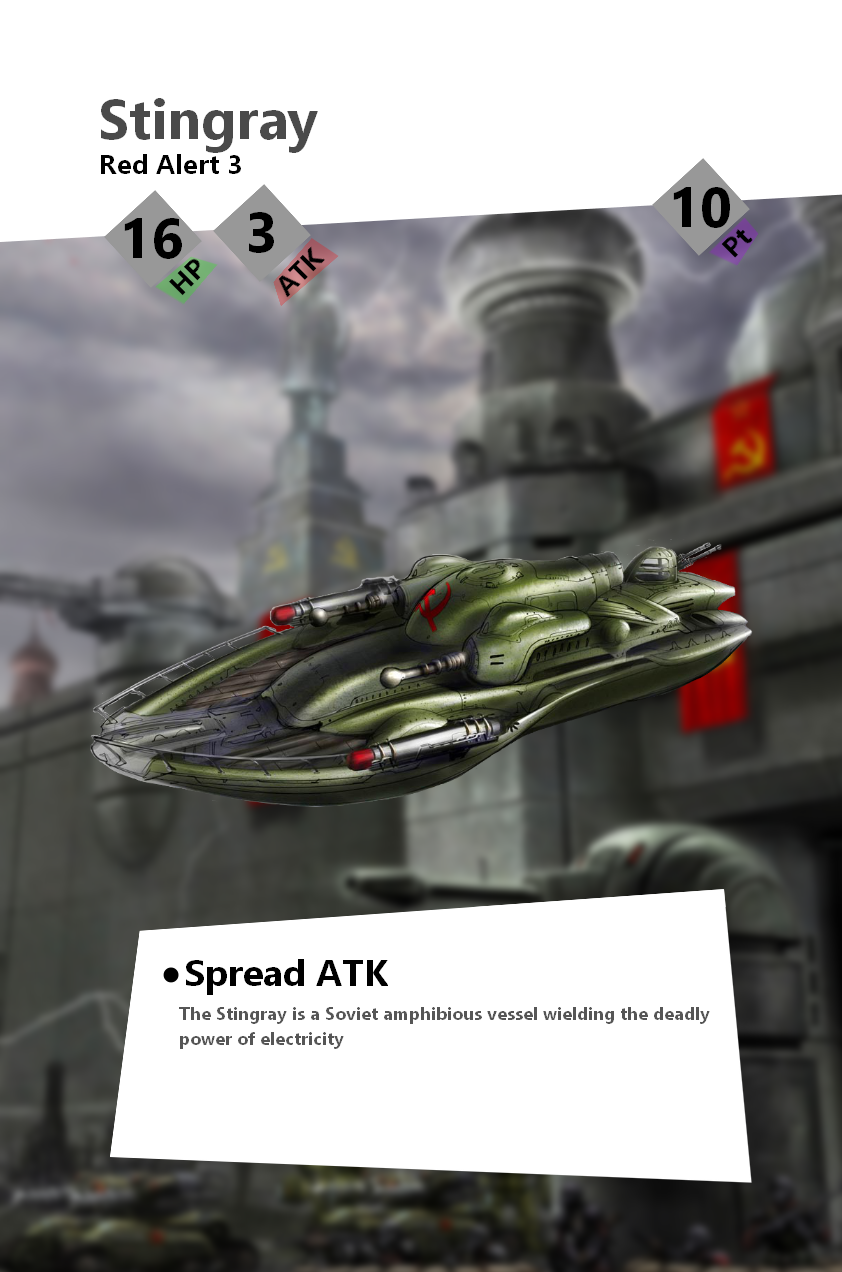 Stingray
Red Alert 3
16 HP
3 ATK
10 Pt
•Spread ATK
The Stingray is a Soviet amphibious vessel wielding the deadly
power of electricity